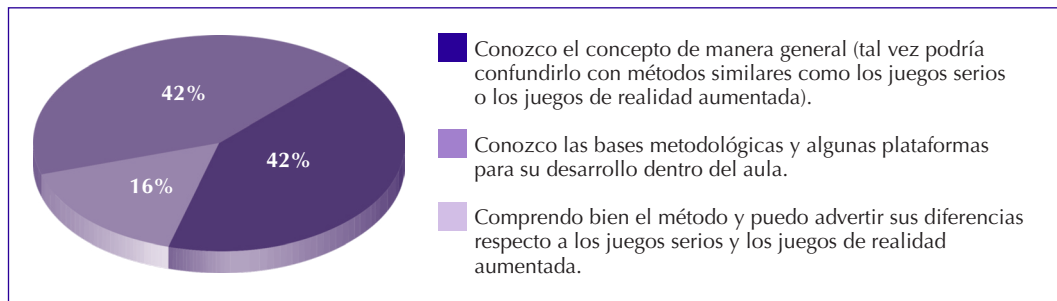 42%
42%
16%
Conozco el concepto de manera general (tal vez podría
confundirlo con métodos similares como los juegos serios
o los juegos de realidad aumentada).
Conozco las bases metodológicas y algunas plataformas
para su desarrollo dentro del aula.
Comprendo bien el método y puedo advertir sus diferencias
respecto a los juegos serios y los juegos de realidad
aumentada.